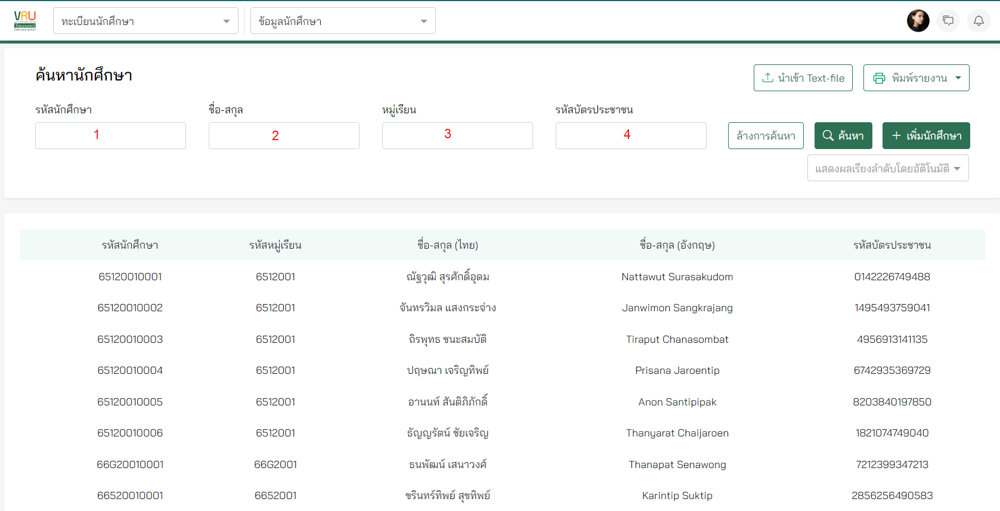 VRU
ทะเบียนนักศึกษา
ข้อมูลนักศึกษา
ค้นหานักศึกษา
นำเข้า Text-file
พิมพ์รายงาน
รหัสนักศึกษา ชื่อ-สกุล หมู่เรียน รหัสบัตรประชาชน
1 2 3 4 ล้างการค้นหา ค้นหา + เพิ่มนักศึกษา
แสดงผลเรียงลำดับโดยอัติโนมัติ
รหัสนักศึกษา รหัสหมู่เรียน ชื่อ-สกุล (ไทย) ชื่อ-สกุล (อังกฤษ) รหัสบัตรประชาชน
65120010001 6512001 ณัฐวุฒิ สุรศักดิ์อุดม Nattawut Surasakudom 0142226749488
65120010002 6512001 จันทรวิมล แสงกระจ่าง Janwimon Sangkrajang 1495493759041
65120010003 6512001 ถิรพุทธ ชนะสมบัติ Tiraput Chanasombat 4956913141135
65120010004 6512001 ปฤษณา เจริญทิพย์ Prisana Jaroentip 6742935369729
65120010005 6512001 อานนท์ สันติภิภักดิ์ Anon Santipipak 8203840197850
65120010006 6512001 ธัญญรัตน์ ชัยเจริญ Thanyarat Chaijaroen 1821074749040
66G20010001 66G2001 ธนพัฒน์ เสนาวงศ์ Thanapat Senawong 7212399347213
66520010001 6652001 ขรินทร์ทิพย์ สุขทิพย์ Karintip Suktip 2856256490583